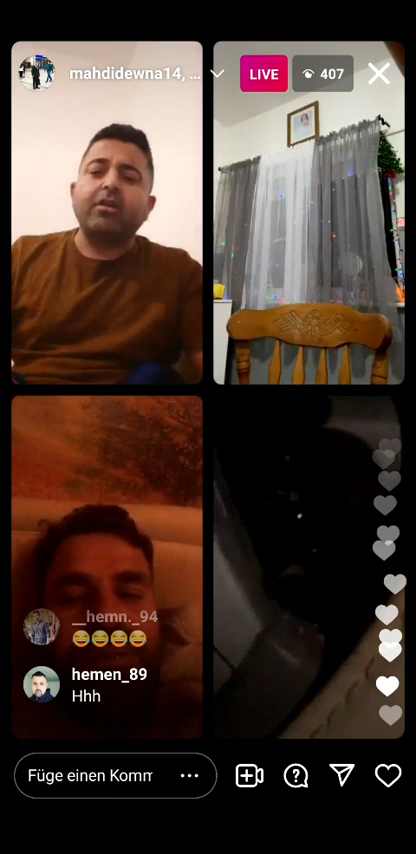 mahdidewna14, ...
LIVE
407
__hemn._94
😂😂😂😂
hemen_89
Hhh
Füge einen Komm